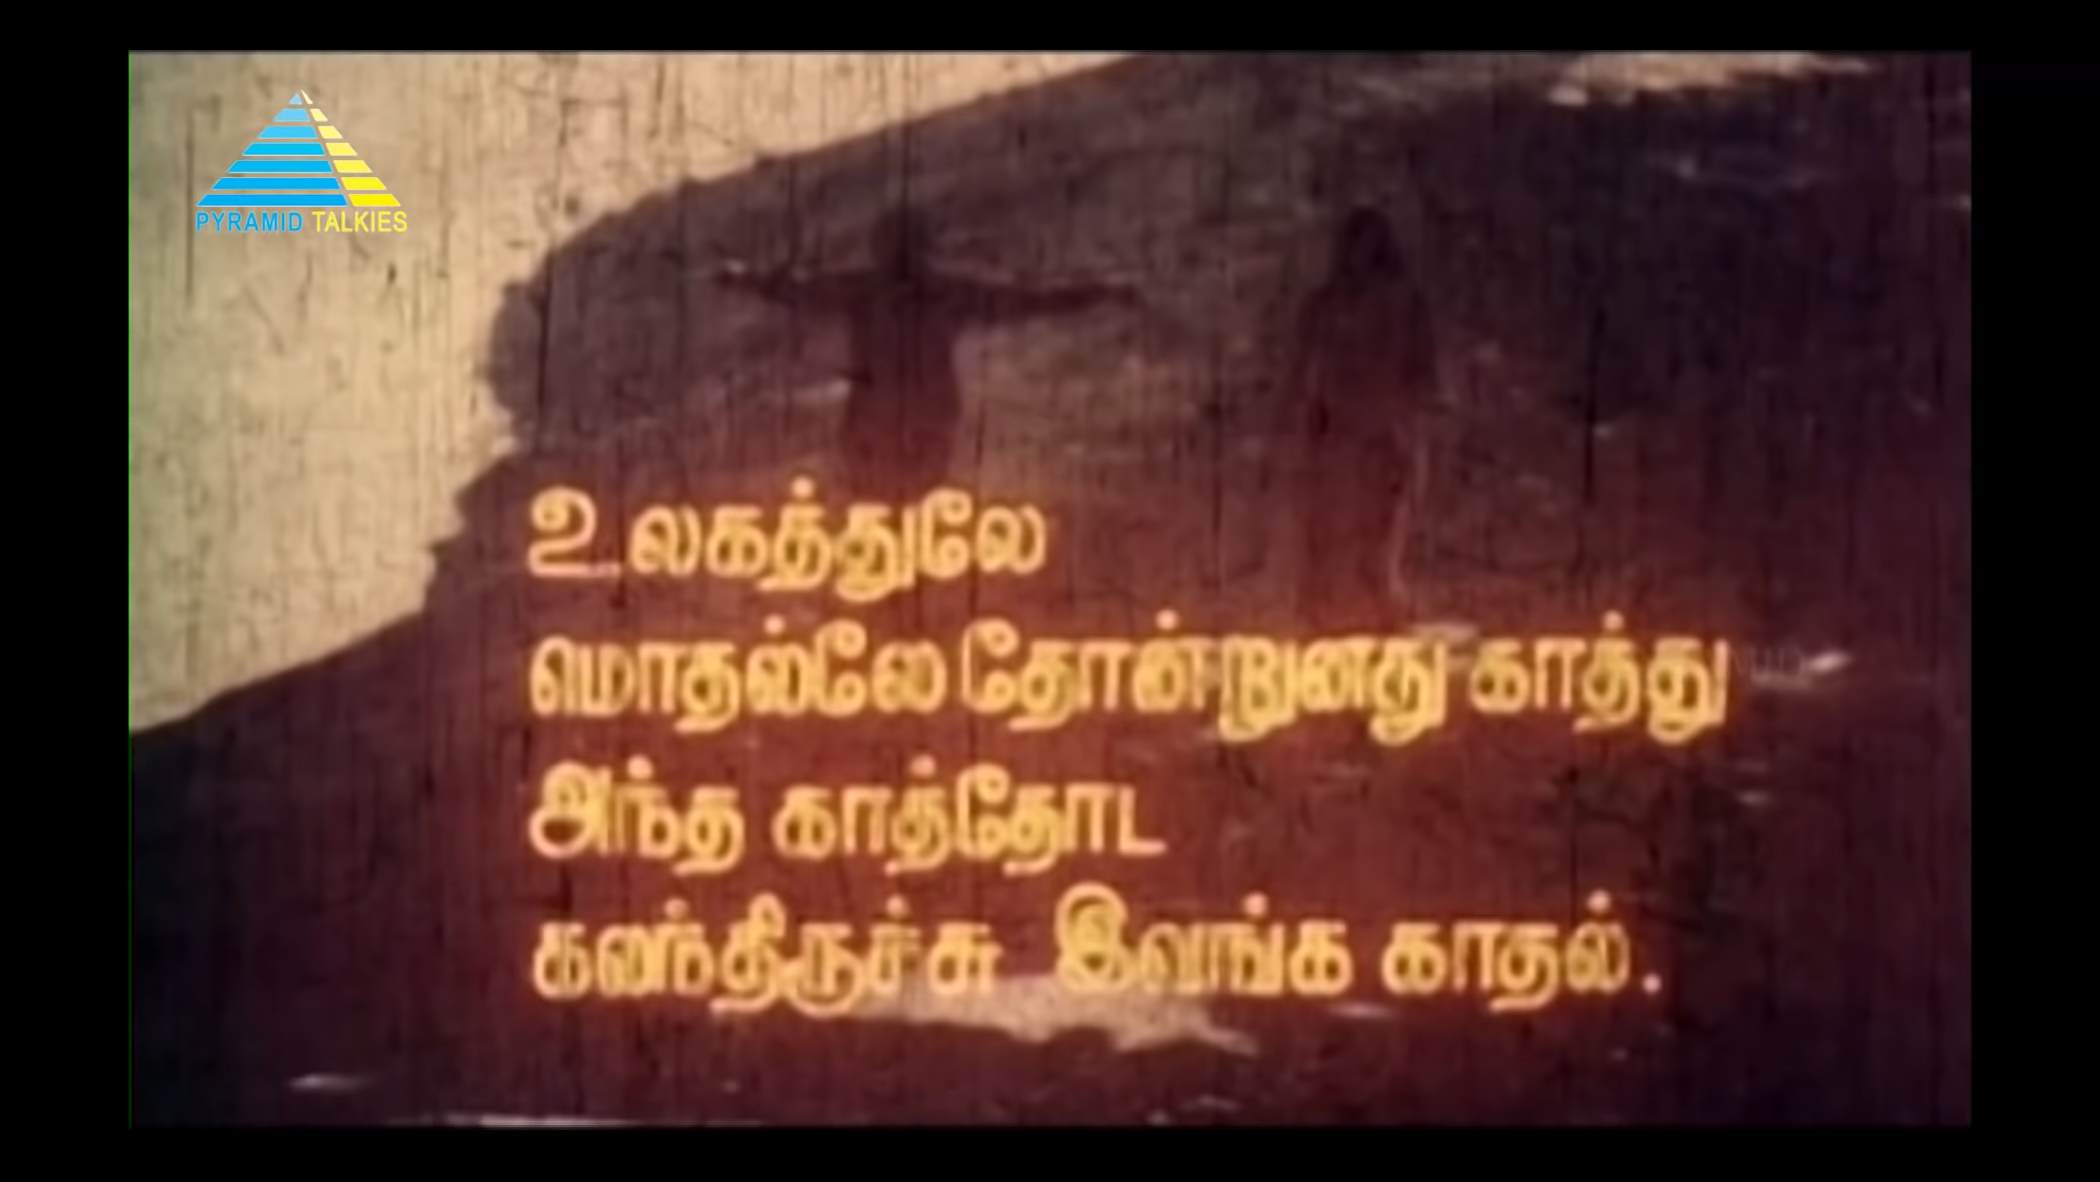 PYRAMID TALKIES
உலகத்துலே
மொதல்லே தோன்றுனது காத்து
அந்த காத்தோட
கலந்திருச்சு இவங்க காதல்.